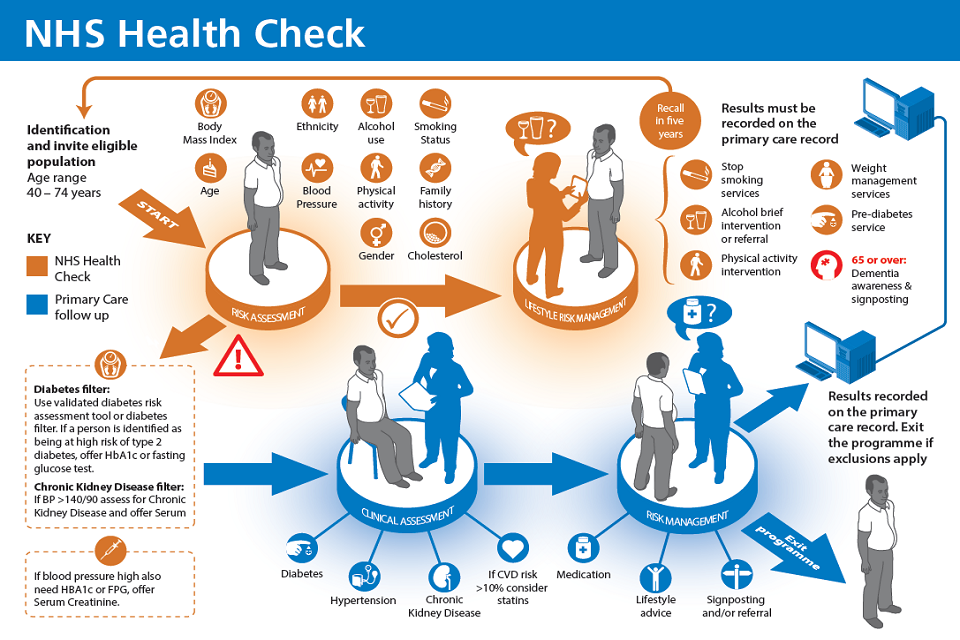 NHS Health Check
Identification
and invite eligible
population
Age range
40 – 74 years
START
KEY
NHS Health
Check
Primary Care
follow up
Body
Mass Index
Ethnicity
Alcohol
use
Smoking
Status
Age
Blood
Pressure
Physical
activity
Family
history
Gender
Cholesterol
RISK ASSESSMENT
?
LIFESTYLE RISK MANAGEMENT
Recall
in five
years
Results must be
recorded on the
primary care record
Stop
smoking
services
Alcohol brief
intervention
or referral
Physical activity
intervention
Weight
management
services
Pre-diabetes
service
65 or over:
Dementia
awareness &
signposting
!
Diabetes filter:
Use validated diabetes risk
assessment tool or diabetes
filter. If a person is identified as
being at high risk of type 2
diabetes, offer HbA1c or fasting
glucose test.
Chronic Kidney Disease filter:
If BP >140/90 assess for Chronic
Kidney Disease and offer Serum
If blood pressure high also
need HBA1c or FPG, offer
Serum Creatinine.
CLINICAL ASSESSMENT
Diabetes
Hypertension
Chronic
Kidney Disease
If CVD risk
>10% consider
statins
?
RISK MANAGEMENT
Medication
Lifestyle
advice
Signposting
and/or referral
Results recorded
on the primary
care record. Exit
the programme if
exclusions apply
Exit
programme